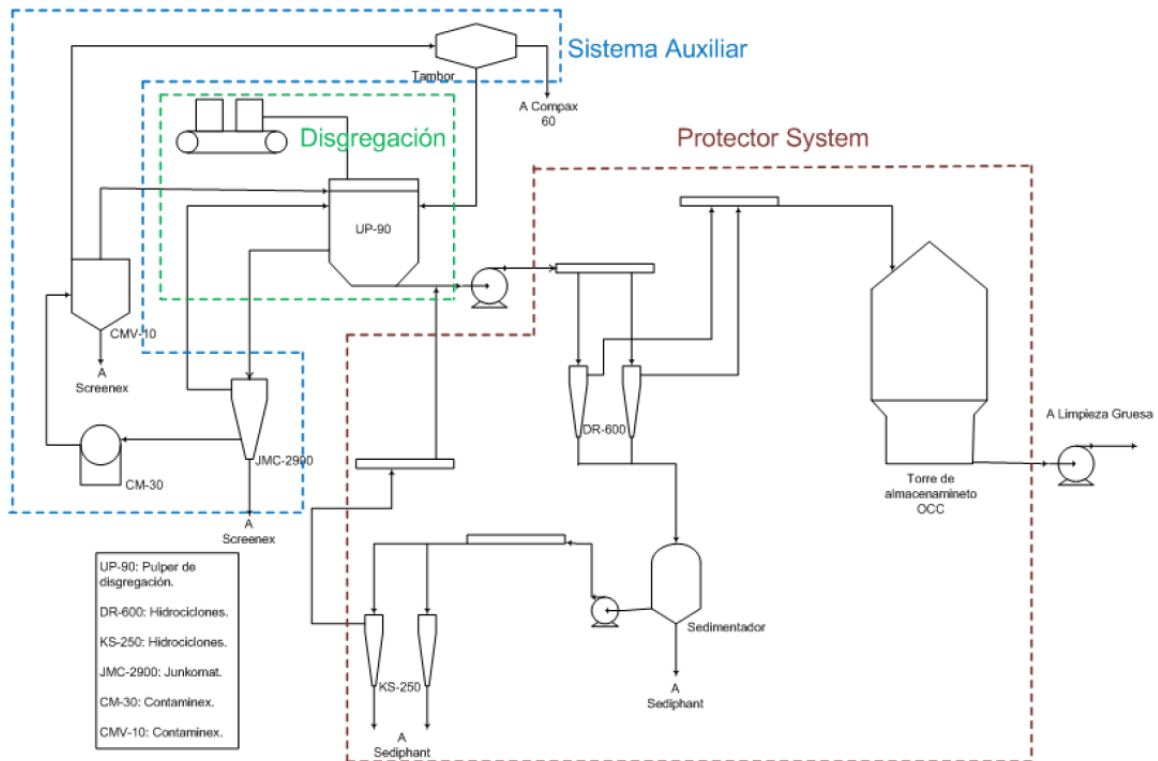 Sistema Auxiliar
Tambor
A Compax
60
Disgregación
Protector System
UP-90
CMV-10
A
Screenex
DR-600
A Limpieza Gruesa
JMC-2900
CM-30
Torre de
almacenamineto
OCC
A
Screenex
UP-90: Pulper de
disgregación.
DR-600: Hidrociclones.
KS-250: Hidrociclones.
JMC-2900: Junkomat.
CM-30: Contaminex.
CMV-10: Contaminex.
Sedimentador
KS-250
A
Sediphant
A
Sediphant